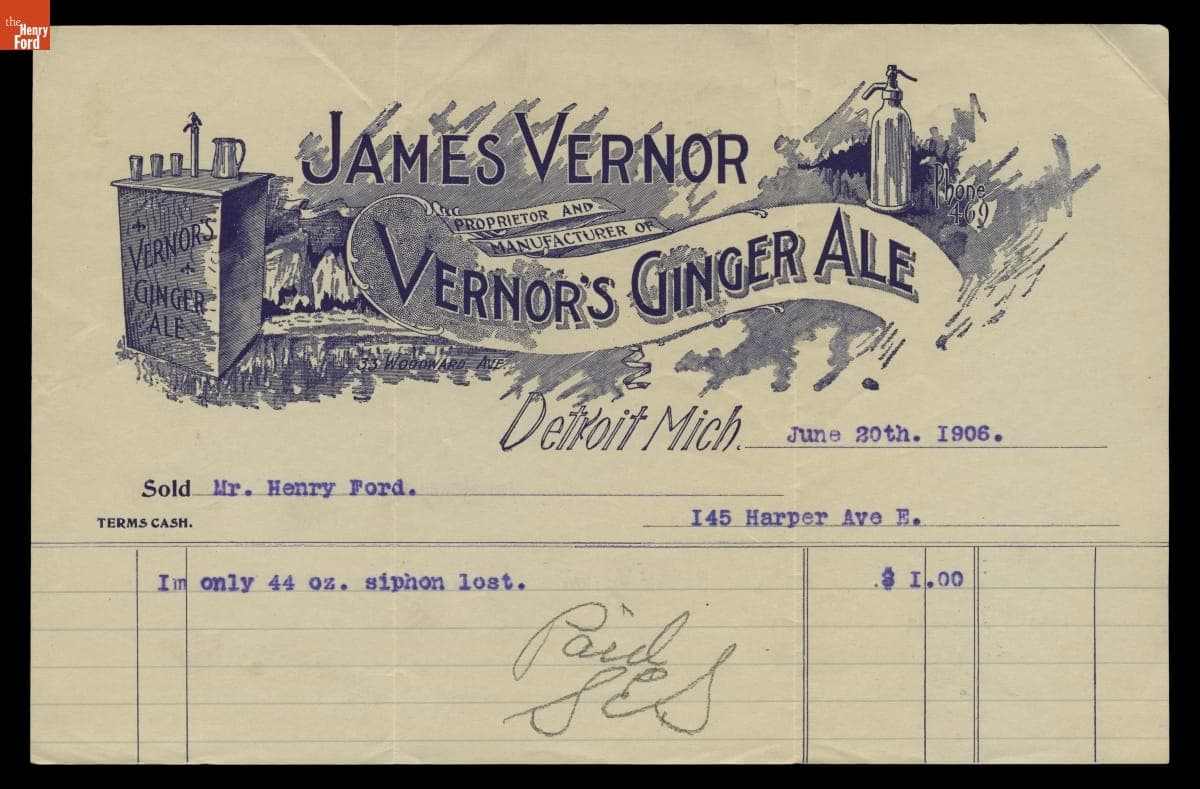 the
Henry
Ford
JAMES VERNOR
PROPRIETOR AND
MANUFACTURER OF
VERNOR'S GINGER ALE
VERNOR'S
GINGER
ALE
Phone
469
33 WOODWARD AVE
Detroit Mich. June 20th. 1906.
Sold Mr. Henry Ford.
TERMS CASH. 145 Harper Ave E.
Im only 44 oz. siphon lost. $ 1.00
Paid
SES